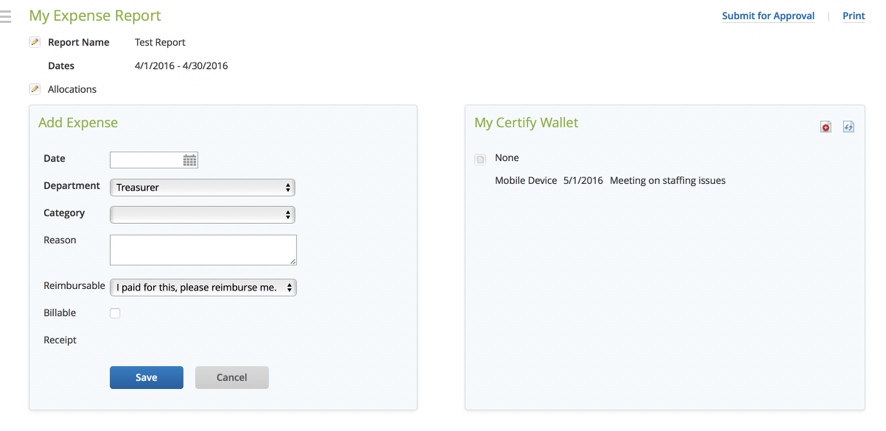 My Expense Report
Submit for Approval | Print
Report Name Test Report
Dates 4/1/2016 - 4/30/2016
Allocations
Add Expense
Date
Department Treasurer
Category
Reason
Reimbursable I paid for this, please reimburse me.
Billable
Receipt
Save Cancel
My Certify Wallet
None
Mobile Device 5/1/2016 Meeting on staffing issues